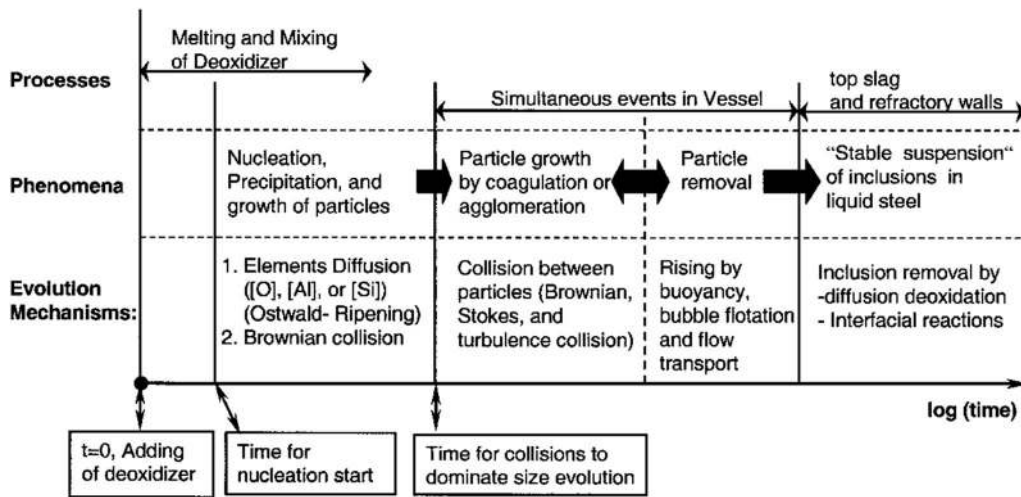 Melting and Mixing
of Deoxidizer
Processes
Simultaneous events in Vessel
top slag
and refractory walls
Phenomena
Nucleation,
Precipitation, and
growth of particles
Particle growth
by coagulation or
agglomeration
Particle
removal
“Stable suspension“
of inclusions in
liquid steel
Evolution
Mechanisms:
1. Elements Diffusion
([O], [Al], or [Si])
(Ostwald- Ripening)
2. Brownian collision
Collision between
particles (Brownian,
Stokes, and
turbulence collision)
Rising by
buoyancy,
bubble flotation
and flow
transport
Inclusion removal by
-diffusion deoxidation
- Interfacial reactions
log (time)
t=0, Adding
of deoxidizer
Time for
nucleation start
Time for collisions to
dominate size evolution